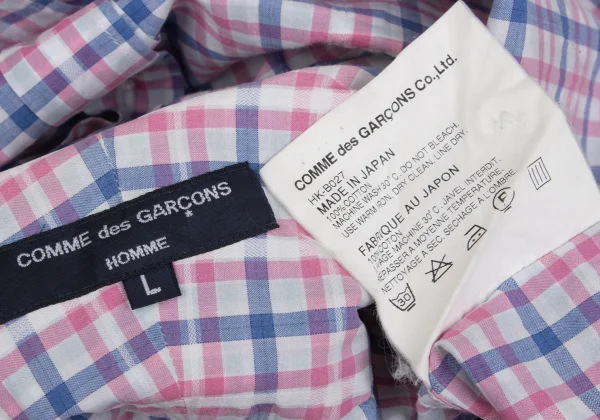 COMME des GARÇONS
*
HOMME
L
COMME des GARÇONS Co., Ltd.
HK-B027
MADE IN JAPAN
100%COTTON
MACHINE WASH 30° C. DO NOT BLEACH.
USE WARM IRON. DRY CLEAN. LINE DRY.
FABRIQUE AU JAPON
100%COTON
LAVAGE MACHINE 30° C. JAVEL INTERDIT.
REPASSER A MOYENNE TEMPERATURE.
NETTOYAGE A SEC. SECHAGE A L'OMBRE.
30
F